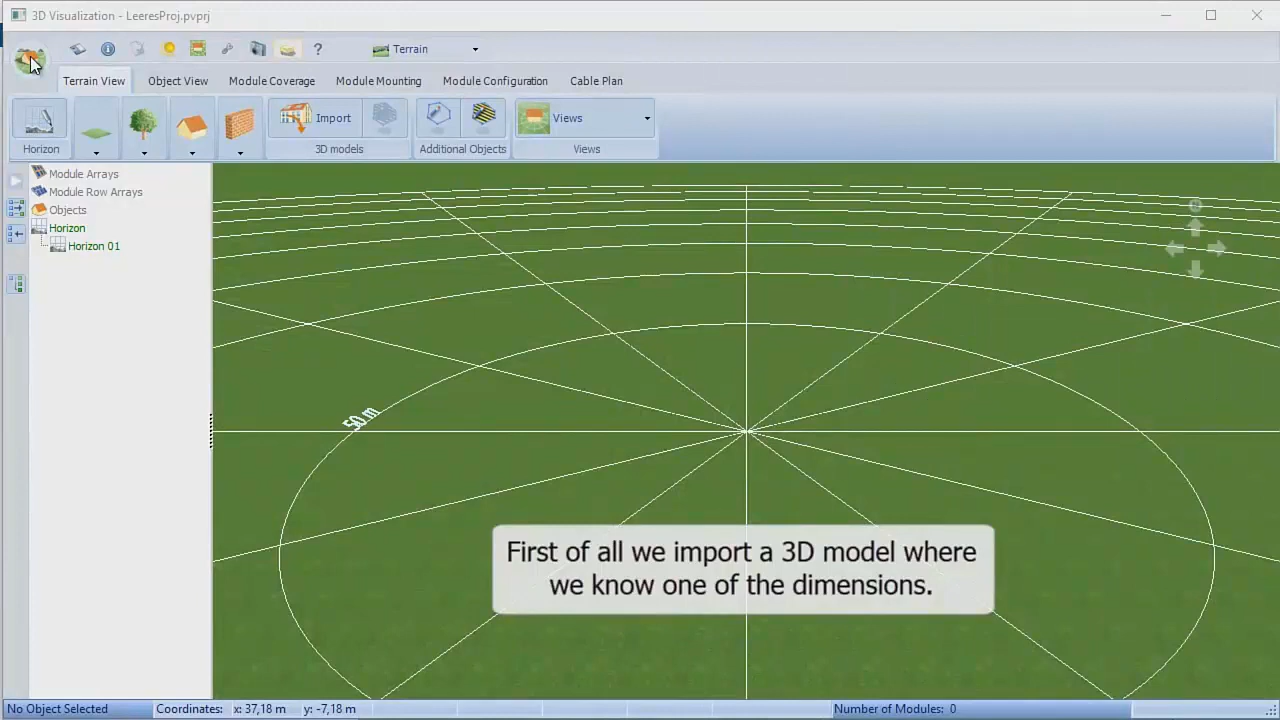 3D Visualization - LeeresProj.pvprj
?
Terrain
Terrain View
Object View
Module Coverage
Module Mounting
Module Configuration
Cable Plan
Import
Views
Horizon
3D models
Additional Objects
Views
Module Arrays
Module Row Arrays
Objects
Horizon
Horizon 01
50 m
First of all we import a 3D model where
we know one of the dimensions.
No Object Selected
Coordinates:
x: 37,18 m
y: -7,18 m
Number of Modules: 0